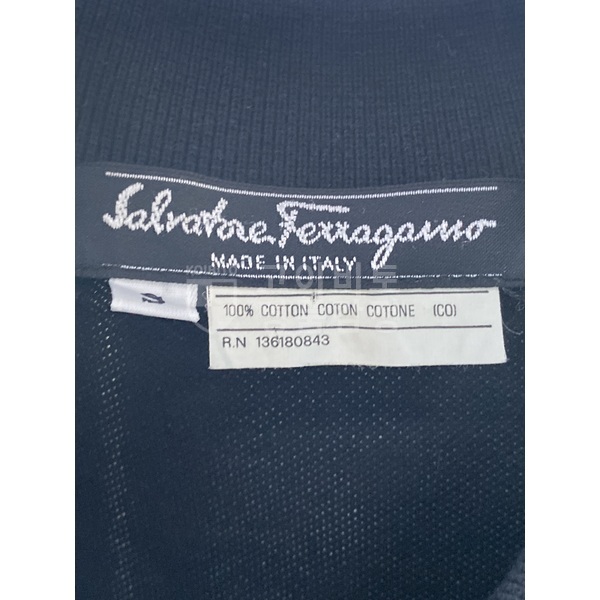 Salvatore Ferragamo
MADE IN ITALY
100% COTTON COTON COTONE (CO)
R.N 136180843